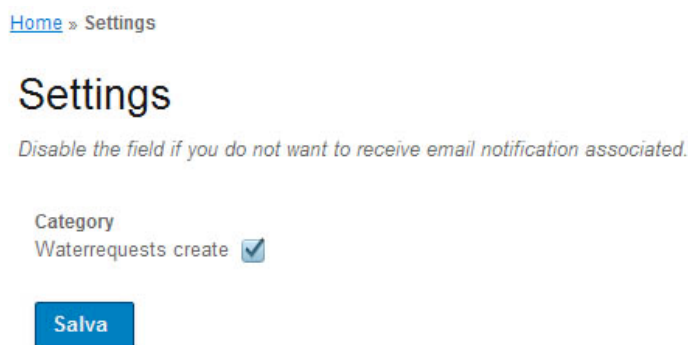 Home » Settings
Settings
Disable the field if you do not want to receive email notification associated.
Category
Waterrequests create
Salva